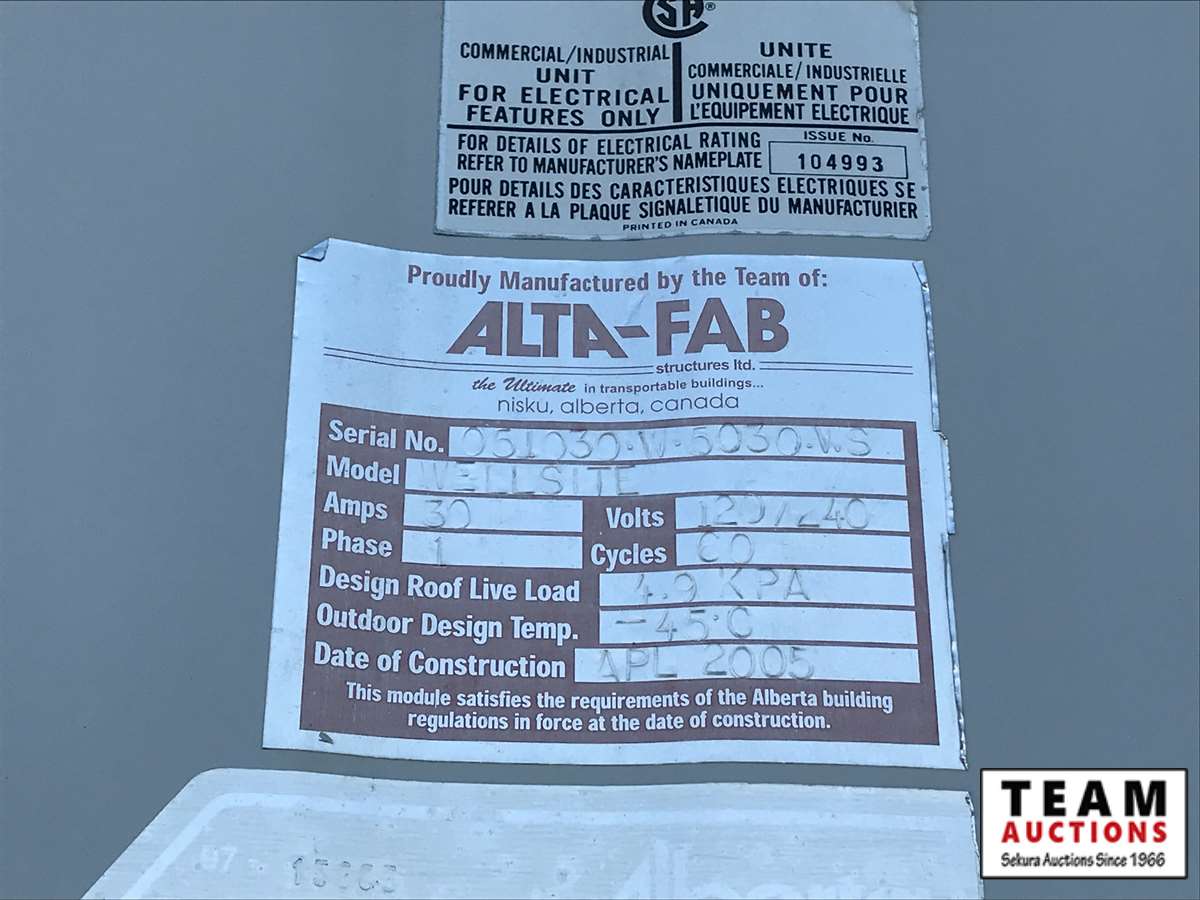 CSA®
COMMERCIAL/INDUSTRIAL
UNIT
FOR ELECTRICAL
FEATURES ONLY
UNITE
COMMERCIALE/INDUSTRIELLE
UNIQUEMENT POUR
L'EQUIPEMENT ELECTRIQUE
FOR DETAILS OF ELECTRICAL RATING
REFER TO MANUFACTURER'S NAMEPLATE
ISSUE No.
104993
POUR DETAILS DES CARACTERISTIQUES ELECTRIQUES SE
REFERER A LA PLAQUE SIGNALETIQUE DU MANUFACTURIER
PRINTED IN CANADA
Proudly Manufactured by the Team of:
ALTA-FAB
structures ltd.
the Ultimate in transportable buildings...
nisku, alberta, canada
Serial No. 051030-W-5030-WS
Model WELLSITE
Amps 30 Volts 120/240
Phase 1 Cycles 60
Design Roof Live Load 4.9 KPA
Outdoor Design Temp. -45°C
Date of Construction APL 2005
This module satisfies the requirements of the Alberta building
regulations in force at the date of construction.
TEAM
AUCTIONS
Sekura Auctions Since 1966